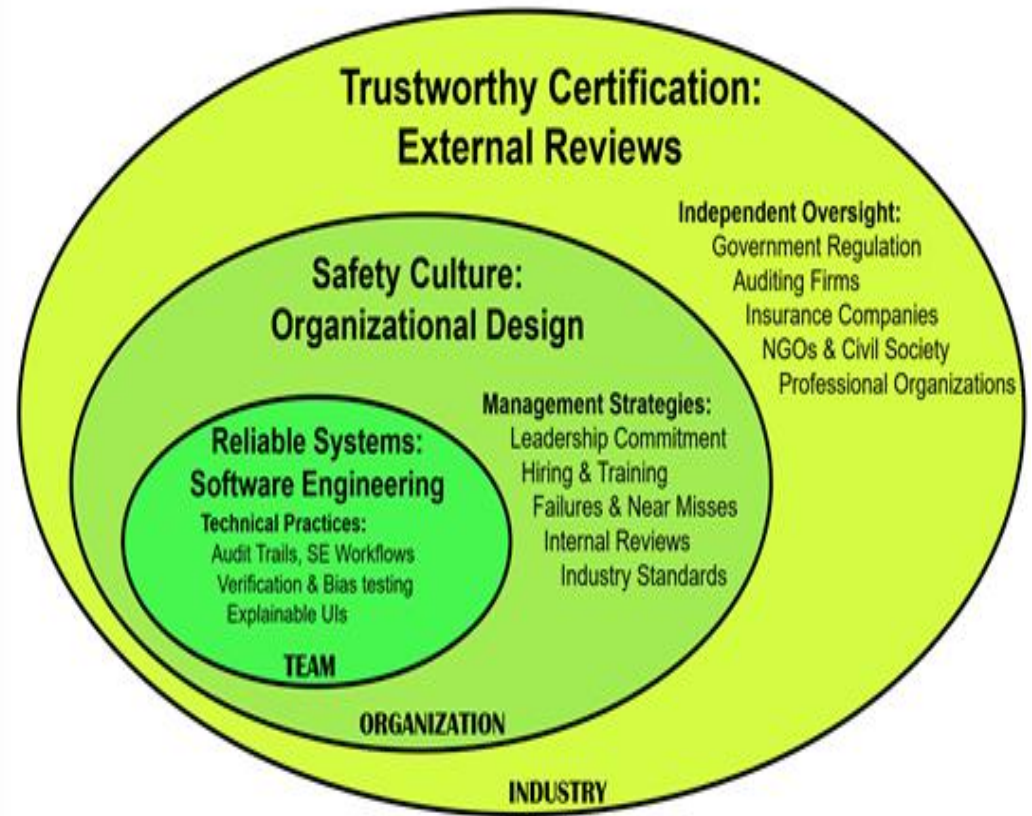 Trustworthy Certification:
External Reviews
Independent Oversight:
Government Regulation
Auditing Firms
Insurance Companies
NGOs & Civil Society
Professional Organizations
Safety Culture:
Organizational Design
Management Strategies:
Leadership Commitment
Hiring & Training
Failures & Near Misses
Internal Reviews
Industry Standards
Reliable Systems:
Software Engineering
Technical Practices:
Audit Trails, SE Workflows
Verification & Bias testing
Explainable UIs
TEAM
ORGANIZATION
INDUSTRY